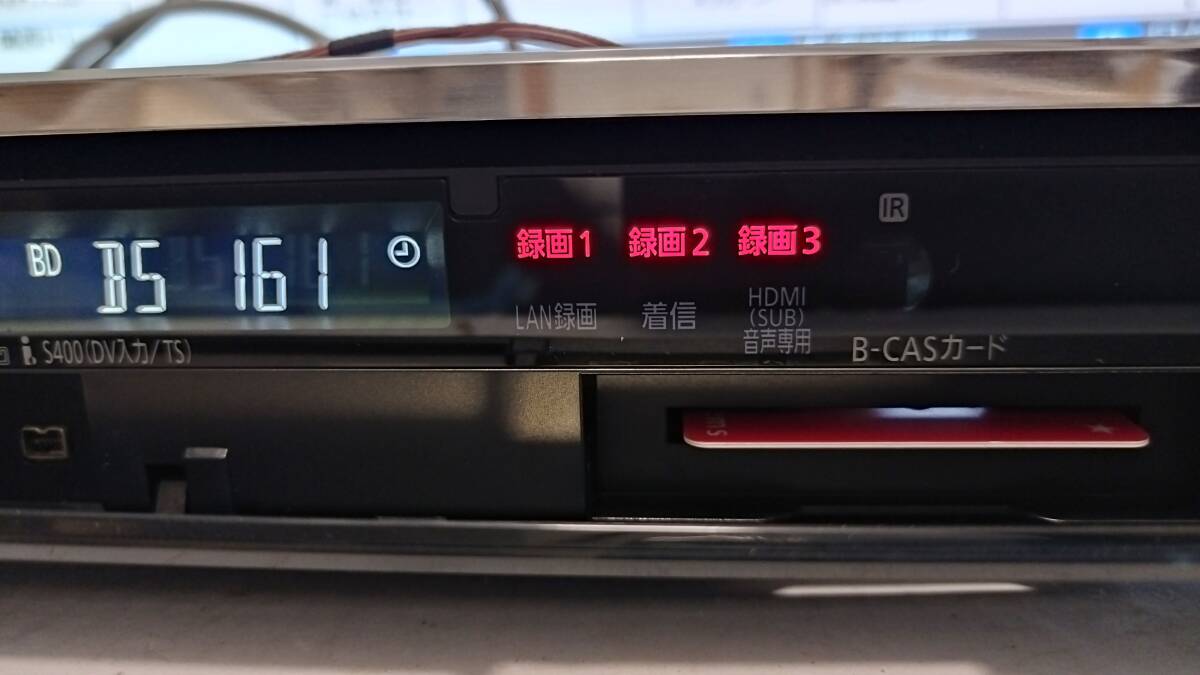 IR
録画1 録画2 録画3
BD BS 161
LAN録画 着信 HDMI
(SUB)
音声専用
i. S400(DV入力/TS)
B-CASカード